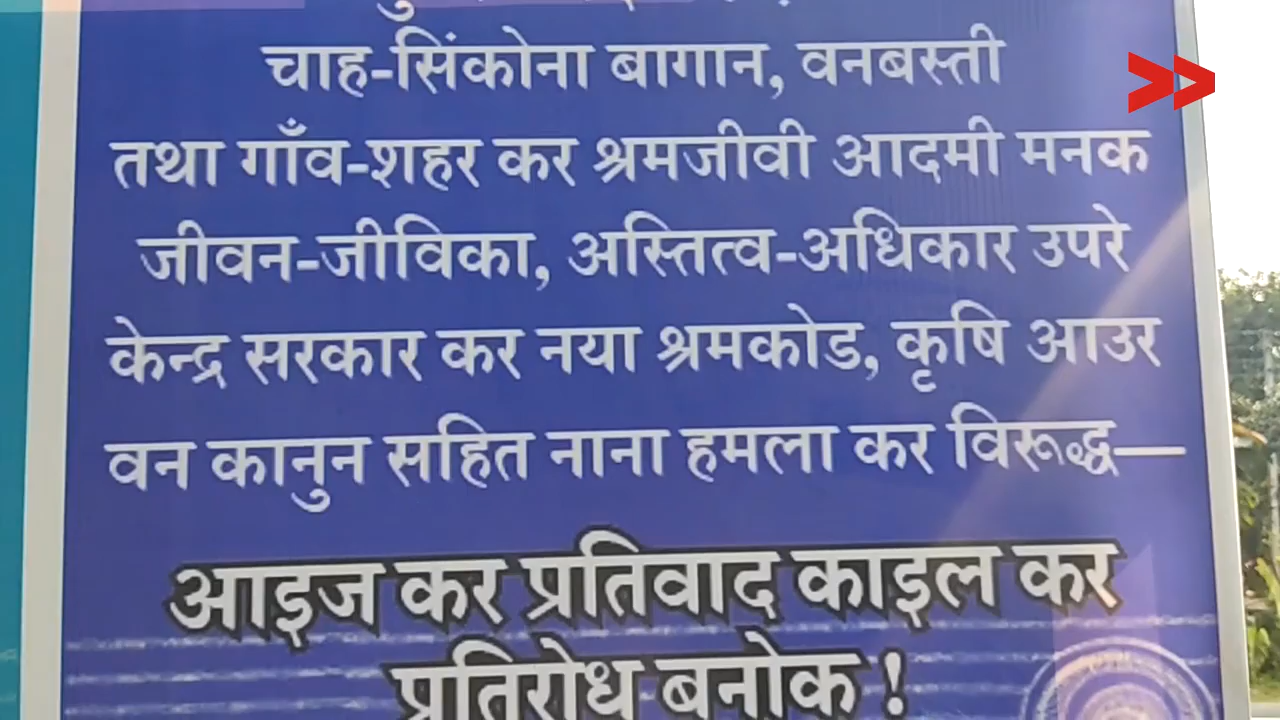 चाह-सिंकोना बागान, वनबस्ती
तथा गाँव-शहर कर श्रमजीवी आदमी मनक
जीवन-जीविका, अस्तित्व-अधिकार उपरे
केन्द्र सरकार कर नया श्रमकोड, कृषि आउर
वन कानुन सहित नाना हमला कर विरूद्ध—
आइज कर प्रतिवाद काइल कर
प्रतिरोध बनोक !